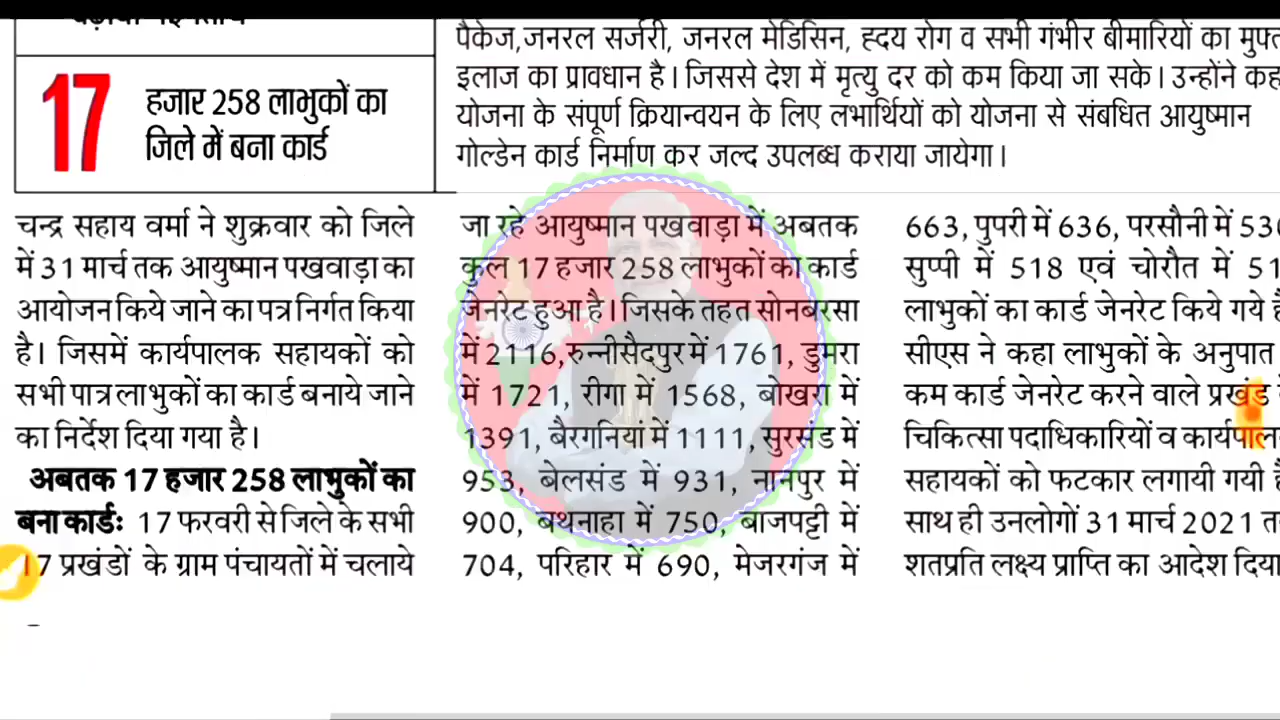 17
हजार 258 लाभुकों का
जिले में बना कार्ड
पैकेज,जनरल सर्जरी, जनरल मेडिसिन, ह्दय रोग व सभी गंभीर बीमारियों का
इलाज का प्रावधान है। जिससे देश में मृत्यु दर को कम किया जा सके। उन्होंने
योजना के संपूर्ण क्रियान्वयन के लिए लभार्थियों को योजना से संबधित आयुष्मान
गोल्डेन कार्ड निर्माण कर जल्द उपलब्ध कराया जायेगा।
चन्द्र सहाय वर्मा ने शुक्रवार को जिले
में 31 मार्च तक आयुष्मान पखवाड़ा का
आयोजन किये जाने का पत्र निर्गत किया
है। जिसमें कार्यपालक सहायकों को
सभी पात्र लाभुकों का कार्ड बनाये जाने
का निर्देश दिया गया है।
अबतक 17 हजार 258 लाभुकों का
बना कार्डः 17 फरवरी से जिले के सभी
17 प्रखंडों के ग्राम पंचायतों में चलाये
जा रहे आयुष्मान पखवाड़ा में अबतक
कुल 17 हजार 258 लाभुकों का कार्ड
जेनरेट हुआ है। जिसके तहत सोनबरसा
में 2116, रुन्नीसैदपुर में 1761, डुमरा
में 1721, रीगा में 1568, बोखरा में
1391, बैरगनियां में 1111, सुरसंड में
953, बेलसंड में 931, नानपुर में
900, बथनाहा में 750, बाजपट्टी में
704, परिहार में 690, मेजरगंज में
663, पुपरी में 636, परसौनी में
सुप्पी में 518 एवं चोरौत में
लाभुकों का कार्ड जेनरेट किये गये
सीएस ने कहा लाभुकों के अनुपात
कम कार्ड जेनरेट करने वाले प्रखंड
चिकित्सा पदाधिकारियों व
सहायकों को फटकार लगायी गयी
साथ ही उनलोगों 31 मार्च 2021
शतप्रति लक्ष्य प्राप्ति का आदेश दिया